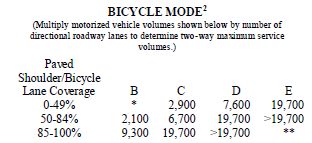 BICYCLE MODE²
(Multiply motorized vehicle volumes shown below by number of
directional roadway lanes to determine two-way maximum service
volumes.)
Paved
Shoulder/Bicycle
Lane Coverage B C D E
0-49% * 2,900 7,600 19,700
50-84% 2,100 6,700 19,700 >19,700
85-100% 9,300 19,700 >19,700 **